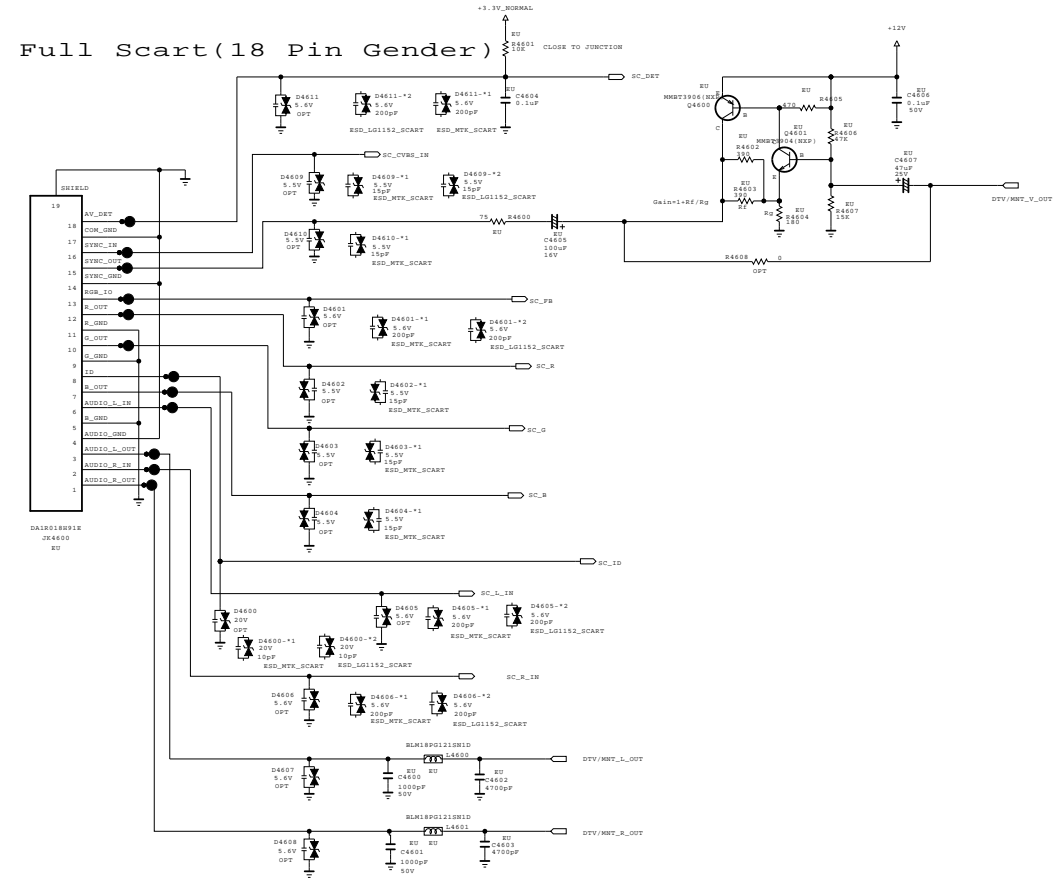 Full Scart(18 Pin Gender)
+3.3V_NORMAL
EU
R4601
10K
CLOSE TO JUNCTION
SC_DET
D4611
5.6V
OPT
D4611-*2
5.6V
200pF
ESD_LG1152_SCART
D4611-*1
5.6V
200pF
ESD_MTK_SCART
EU
C4604
0.1uF
+12V
EU
MMBT3906(NXP)
Q4600
E
B
C
470
R4605
EU
EU
Q4601
MMBT3904(NXP)
C
B
E
EU
R4606
47K
EU
C4606
0.1uF
50V
EU
R4602
390
EU
R4603
390
Rf
Gain=1+Rf/Rg
Rg
EU
R4604
180
EU
R4607
15K
EU
C4607
47uF
25V
DTV/MNT_V_OUT
R4608
0
OPT
SC_CVBS_IN
D4609
5.5V
OPT
D4609-*1
5.5V
15pF
ESD_MTK_SCART
D4609-*2
5.5V
15pF
ESD_LG1152_SCART
75
R4600
EU
EU
C4605
100uF
16V
D4610
5.5V
OPT
D4610-*1
5.5V
15pF
ESD_MTK_SCART
SHIELD
19
AV_DET
18
COM_GND
17
SYNC_IN
16
SYNC_OUT
15
SYNC_GND
14
RGB_IO
13
R_OUT
12
R_GND
11
G_OUT
10
G_GND
9
ID
8
B_OUT
7
AUDIO_L_IN
6
B_GND
5
AUDIO_GND
4
AUDIO_L_OUT
3
AUDIO_R_IN
2
AUDIO_R_OUT
1
DA1R018H91E
JK4600
EU
SC_FB
D4601
5.6V
OPT
D4601-*1
5.6V
200pF
ESD_MTK_SCART
D4601-*2
5.6V
200pF
ESD_LG1152_SCART
SC_R
D4602
5.5V
OPT
D4602-*1
5.5V
15pF
ESD_MTK_SCART
SC_G
D4603
5.5V
OPT
D4603-*1
5.5V
15pF
ESD_MTK_SCART
SC_B
D4604
5.5V
OPT
D4604-*1
5.5V
15pF
ESD_MTK_SCART
SC_ID
SC_L_IN
D4600
20V
OPT
D4600-*1
20V
10pF
ESD_MTK_SCART
D4600-*2
20V
10pF
ESD_LG1152_SCART
D4605
5.6V
OPT
D4605-*1
5.6V
200pF
ESD_MTK_SCART
D4605-*2
5.6V
200pF
ESD_LG1152_SCART
SC_R_IN
D4606
5.6V
OPT
D4606-*1
5.6V
200pF
ESD_MTK_SCART
D4606-*2
5.6V
200pF
ESD_LG1152_SCART
BLM18PG121SN1D
L4600
EU
DTV/MNT_L_OUT
D4607
5.6V
OPT
EU
C4600
1000pF
50V
EU
C4602
4700pF
BLM18PG121SN1D
L4601
EU
DTV/MNT_R_OUT
D4608
5.6V
OPT
EU
C4601
1000pF
50V
EU
C4603
4700pF